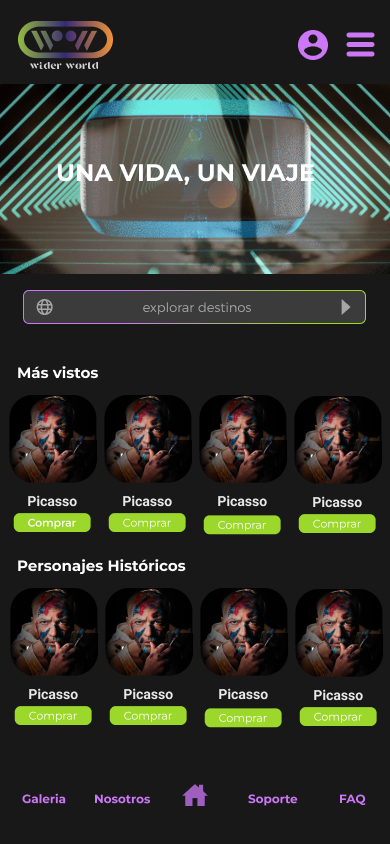 wider world
UNA VIDA, UN VIAJE
explorar destinos
Más vistos
Picasso Picasso Picasso Picasso
Comprar Comprar Comprar Comprar
Personajes Históricos
Picasso Picasso Picasso Picasso
Comprar Comprar Comprar Comprar
Galeria Nosotros Soporte FAQ